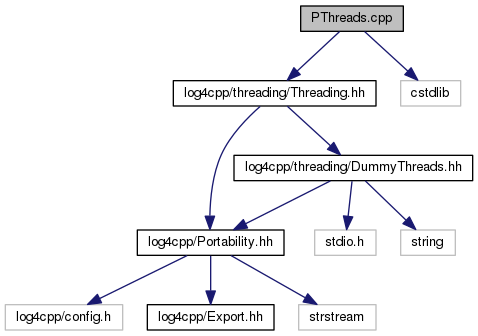 PThreads.cpp
log4cpp/threading/Threading.hh
cstdlib
log4cpp/threading/DummyThreads.hh
log4cpp/Portability.hh
stdio.h
string
log4cpp/config.h
log4cpp/Export.hh
strstream